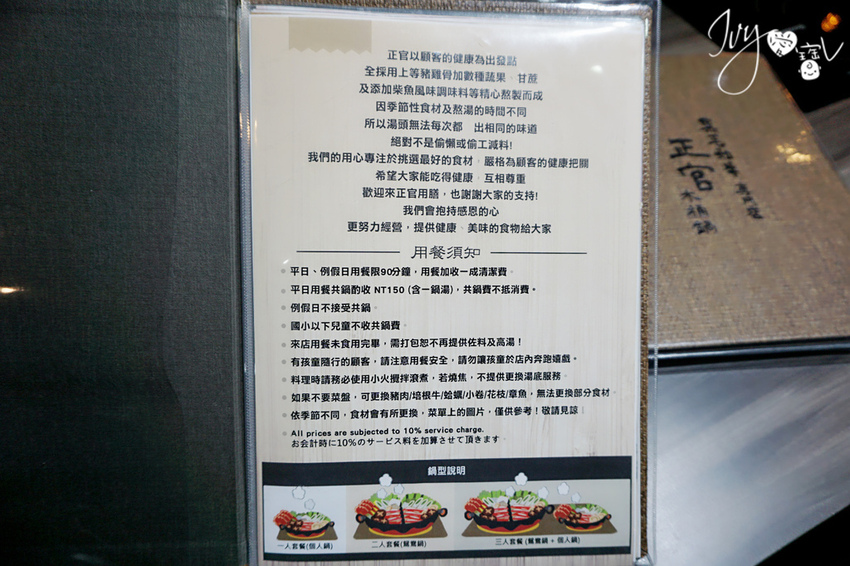 Ivy愛寶L
正官以顧客的健康為出發點
全採用上等豬雞骨加數種蔬果、甘蔗
及添加柴魚風味調味料等精心熬製而成
因季節性食材及熬湯的時間不同
所以湯頭無法每次都 出相同的味道
絕對不是偷懶或偷工減料!
我們的用心專注於挑選最好的食材、嚴格為顧客的健康把關
希望大家能吃得健康、互相尊重
歡迎來正官用膳，也謝謝大家的支持!
我們會抱持感恩的心
更努力經營，提供健康、美味的食物給大家
用餐須知
平日、例假日用餐限90分鐘，用餐加收一成清潔費。
平日用餐共鍋酌收 NT150 (含一鍋湯)，共鍋費不抵消費。
例假日不接受共鍋。
國小以下兒童不收共鍋費。
來店用餐未食用完畢，需打包恕不再提供佐料及高湯！
有孩童隨行的顧客，請注意用餐安全，請勿讓孩童於店內奔跑嬉戲。
料理時請務必使用小火攪拌滾煮，若燒焦，不提供更換湯底服務。
如果不要菜盤，可更換豬肉/培根牛/蛤蠣/小卷/花枝/章魚，無法更換部分食材。
依季節不同，食材會有所更換，菜單上的圖片，僅供參考！敬請見諒。
All prices are subjected to 10% service charge.
お会計時に10%のサービス料を加算させて頂きます。
鍋型說明
一人套餐(個人鍋)
二人套餐(鴛鴦鍋)
三人套餐 (鴛鴦鍋 + 個人鍋)
正官
木桶鍋